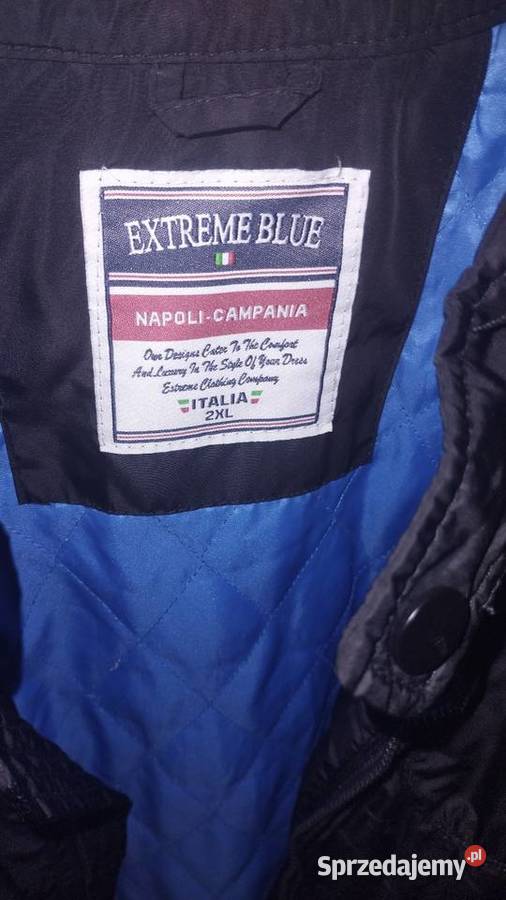 EXTREME BLUE
NAPOLI-CAMPANIA
Our Designs Cater To The Comfort
And Luxury In The Style Of Your Dress
Extreme Clothing Company
ITALIA
2XL
Sprzedajemy.pl